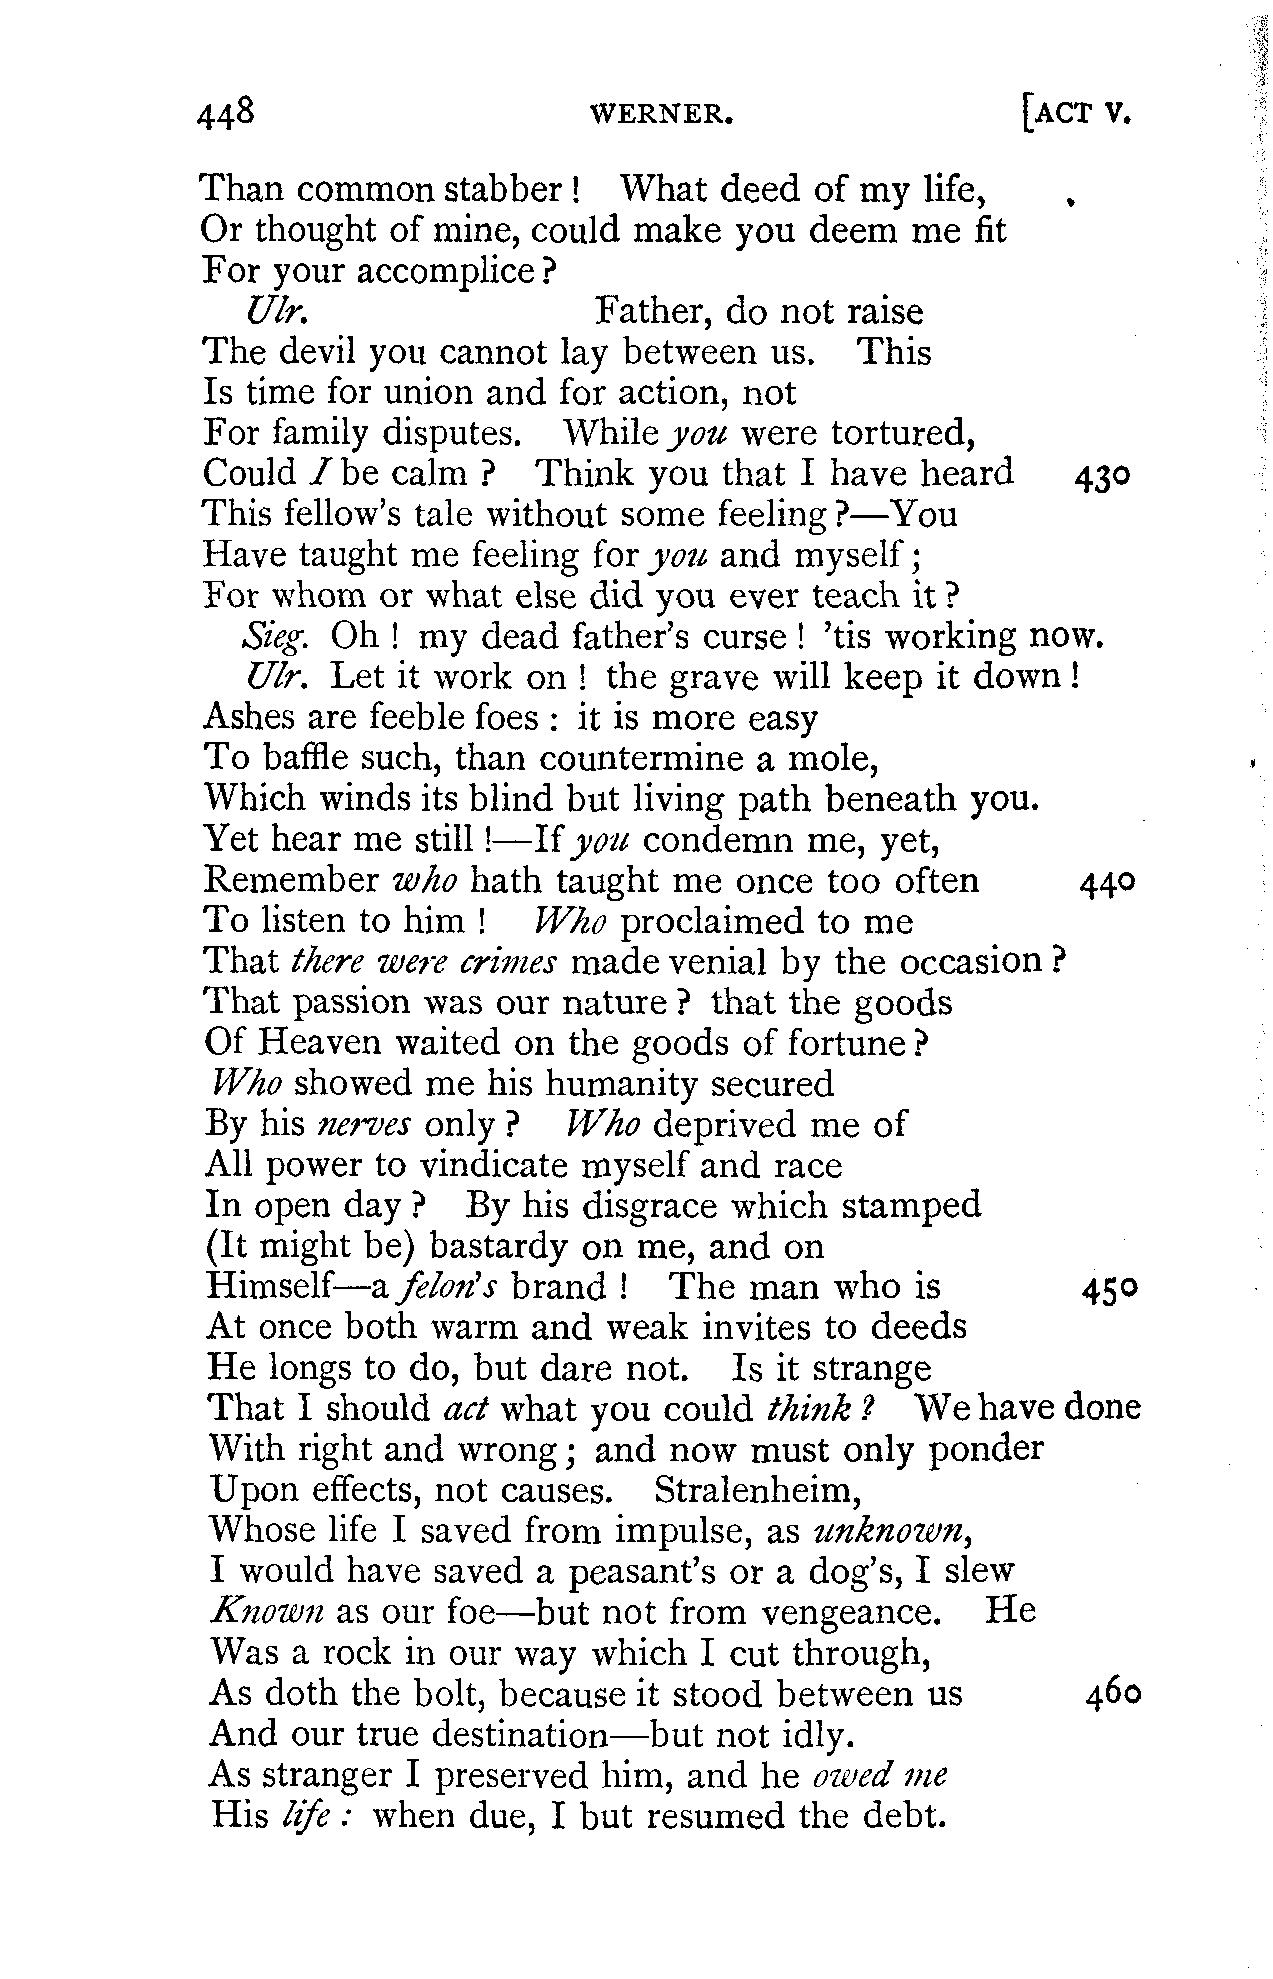 448 WERNER. [ACT V.
Than common stabber! What deed of my life,
Or thought of mine, could make you deem me fit
For your accomplice?
Ulr. Father, do not raise
The devil you cannot lay between us. This
Is time for union and for action, not
For family disputes. While you were tortured,
Could I be calm? Think you that I have heard 430
This fellow's tale without some feeling?—You
Have taught me feeling for you and myself;
For whom or what else did you ever teach it?
Sieg. Oh! my dead father's curse! 'tis working now.
Ulr. Let it work on! the grave will keep it down!
Ashes are feeble foes: it is more easy
To baffle such, than countermine a mole,
Which winds its blind but living path beneath you.
Yet hear me still!—If you condemn me, yet,
Remember who hath taught me once too often 440
To listen to him! Who proclaimed to me
That there were crimes made venial by the occasion?
That passion was our nature? that the goods
Of Heaven waited on the goods of fortune?
Who showed me his humanity secured
By his nerves only? Who deprived me of
All power to vindicate myself and race
In open day? By his disgrace which stamped
(It might be) bastardy on me, and on
Himself—a felon's brand! The man who is 450
At once both warm and weak invites to deeds
He longs to do, but dare not. Is it strange
That I should act what you could think? We have done
With right and wrong; and now must only ponder
Upon effects, not causes. Stralenheim,
Whose life I saved from impulse, as unknown,
I would have saved a peasant's or a dog's, I slew
Known as our foe—but not from vengeance. He
Was a rock in our way which I cut through,
As doth the bolt, because it stood between us 460
And our true destination—but not idly.
As stranger I preserved him, and he owed me
His life: when due, I but resumed the debt.